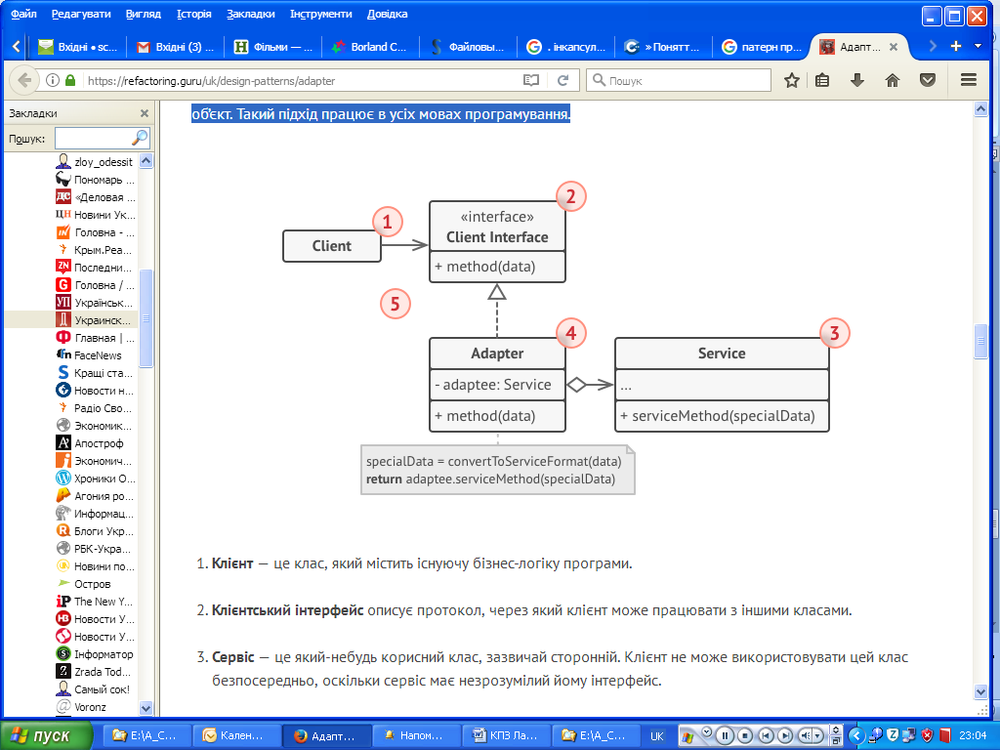 Файл Редагувати Вигляд Історія Закладки Інструменти Довідка
Вхідні • sc... Вхідні (3) ... Фільми — ... Borland C... Файловы... . інкапсул... » Понятт... патерн пр... Адапт...
https://refactoring.guru/uk/design-patterns/adapter
Пошук
Закладки
Пошук:
zloy_odessit
Пономарь ...
«Деловая ...
Новини Ук...
Головна - ...
Крым.Реа...
Последни...
Головна / ...
Українськ...
Украинск...
Главная | ...
FaceNews
Кращі ста...
Новости н...
Радіо Сво...
Экономик...
Апостроф
Экономич...
Хроники О...
Агония ро...
Информац...
Блоги Укр...
РБК-Укра...
Новини по...
Остров
The New Y...
Новости У...
Новости У...
Інформатор
Zrada Tod...
Самый сок!
Voronz
об'єкт. Такий підхід працює в усіх мовах програмування.
1
2
Client
«interface»
Client Interface
+ method(data)
5
4
3
Adapter
- adaptee: Service
+ method(data)
Service
...
+ serviceMethod(specialData)
specialData = convertToServiceFormat(data)
return adaptee.serviceMethod(specialData)
1. Клієнт — це клас, який містить існуючу бізнес-логіку програми.
2. Клієнтський інтерфейс описує протокол, через який клієнт може працювати з іншими класами.
3. Сервіс — це який-небудь корисний клас, зазвичай сторонній. Клієнт не може використовувати цей клас
безпосередньо, оскільки сервіс має незрозумілий йому інтерфейс.
пуск E:\A_C... Кален... Адапт... Напом... КПЗ Ла... E:\A_C... UK 23:04